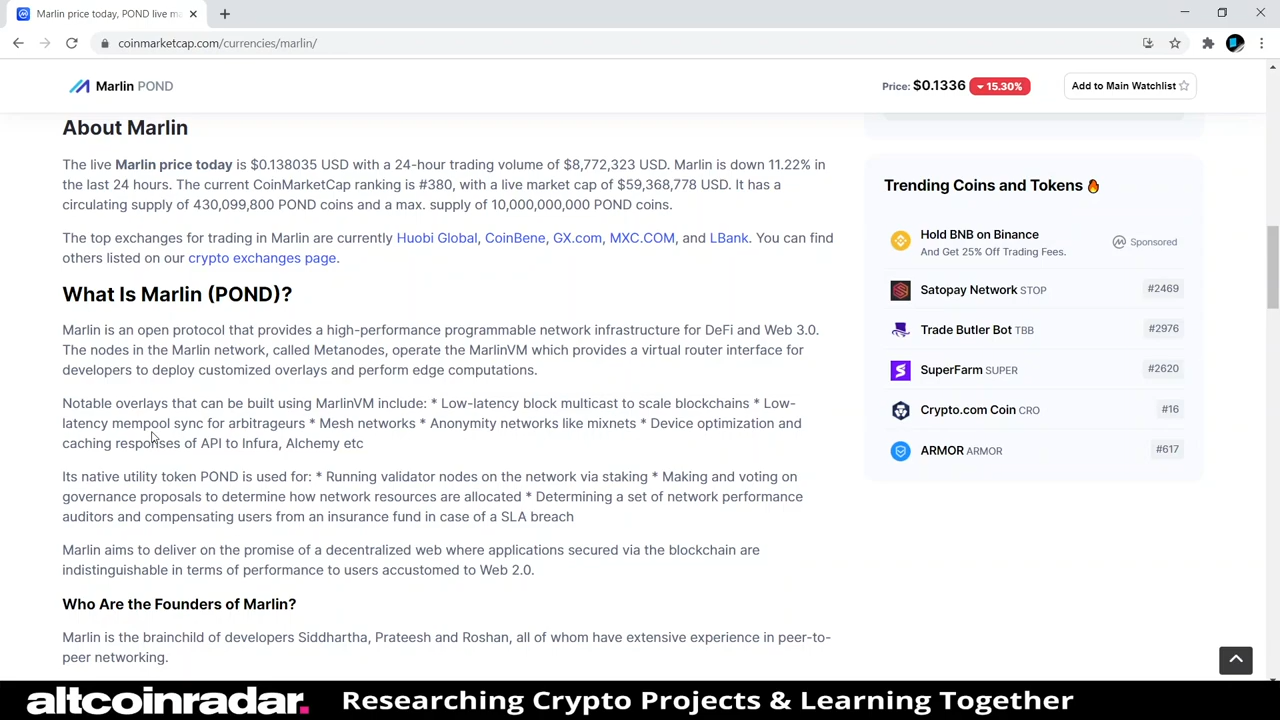 Marlin price today, POND live ma
coinmarketcap.com/currencies/marlin/
Marlin POND
Price: $0.1336 15.30%
Add to Main Watchlist
About Marlin
The live Marlin price today is $0.138035 USD with a 24-hour trading volume of $8,772,323 USD. Marlin is down 11.22% in
the last 24 hours. The current CoinMarketCap ranking is #380, with a live market cap of $59,368,778 USD. It has a
circulating supply of 430,099,800 POND coins and a max. supply of 10,000,000,000 POND coins.
The top exchanges for trading in Marlin are currently Huobi Global, CoinBene, GX.com, MXC.COM, and LBank. You can find
others listed on our crypto exchanges page.
What Is Marlin (POND)?
Marlin is an open protocol that provides a high-performance programmable network infrastructure for DeFi and Web 3.0.
The nodes in the Marlin network, called Metanodes, operate the MarlinVM which provides a virtual router interface for
developers to deploy customized overlays and perform edge computations.
Notable overlays that can be built using MarlinVM include: * Low-latency block multicast to scale blockchains * Low-
latency mempool sync for arbitrageurs * Mesh networks * Anonymity networks like mixnets * Device optimization and
caching responses of API to Infura, Alchemy etc
Its native utility token POND is used for: * Running validator nodes on the network via staking * Making and voting on
governance proposals to determine how network resources are allocated * Determining a set of network performance
auditors and compensating users from an insurance fund in case of a SLA breach
Marlin aims to deliver on the promise of a decentralized web where applications secured via the blockchain are
indistinguishable in terms of performance to users accustomed to Web 2.0.
Who Are the Founders of Marlin?
Marlin is the brainchild of developers Siddhartha, Prateesh and Roshan, all of whom have extensive experience in peer-to-
peer networking.
Trending Coins and Tokens
Hold BNB on Binance
And Get 25% Off Trading Fees.
Sponsored
Satopay Network STOP #2469
Trade Butler Bot TBB #2976
SuperFarm SUPER #2620
Crypto.com Coin CRO #16
ARMOR ARMOR #617
altcoinradar. Researching Crypto Projects & Learning Together